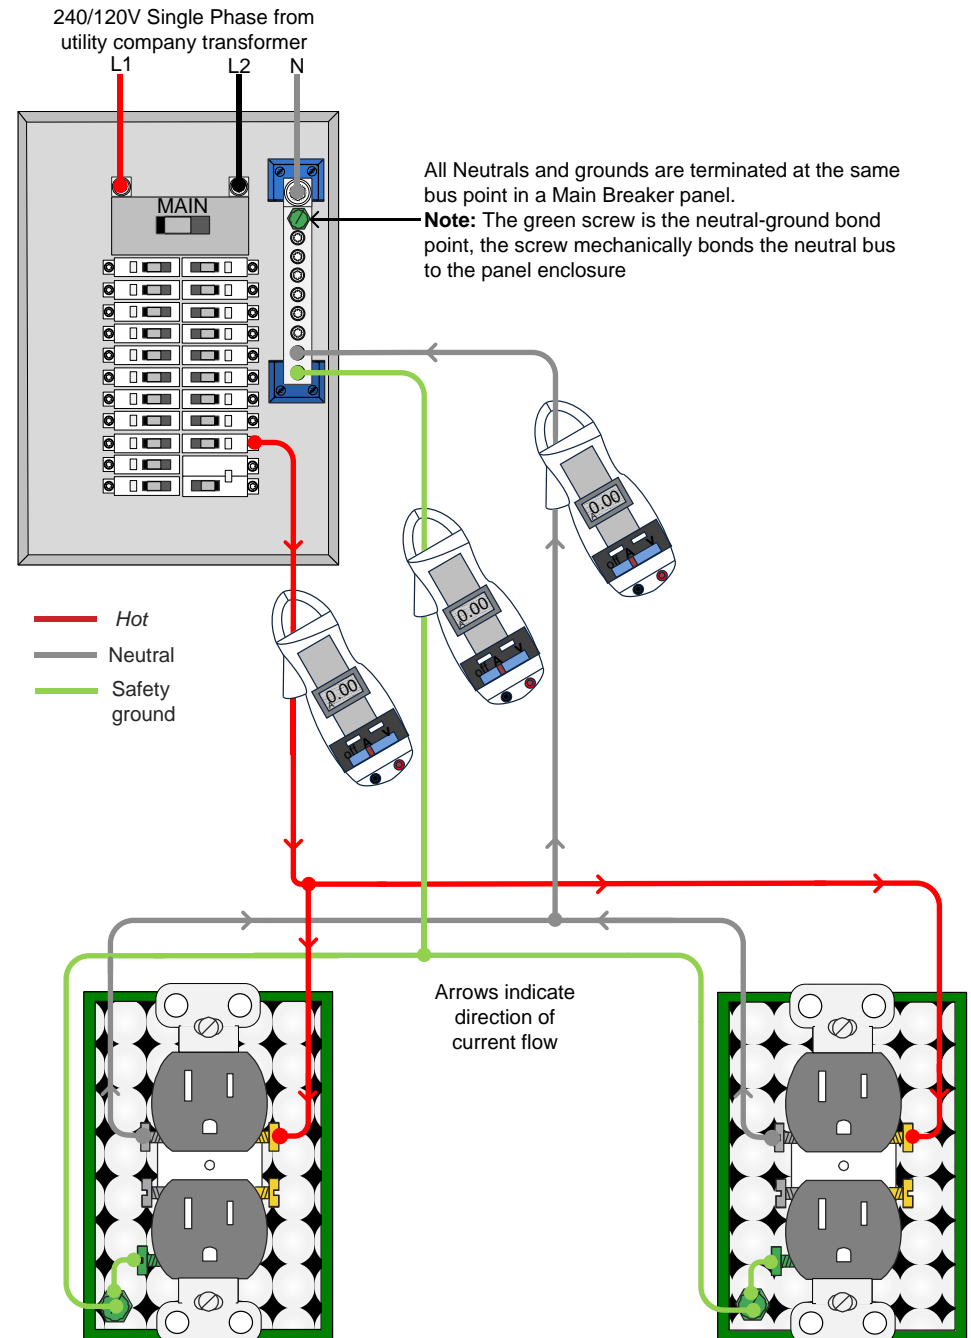 240/120V Single Phase from
utility company transformer
L1 L2 N
All Neutrals and grounds are terminated at the same
bus point in a Main Breaker panel.
Note: The green screw is the neutral-ground bond
point, the screw mechanically bonds the neutral bus
to the panel enclosure
MAIN
0.00
A
off A V
0.00
A
off A V
0.00
A
off A V
Hot
Neutral
Safety
ground
Arrows indicate
direction of
current flow